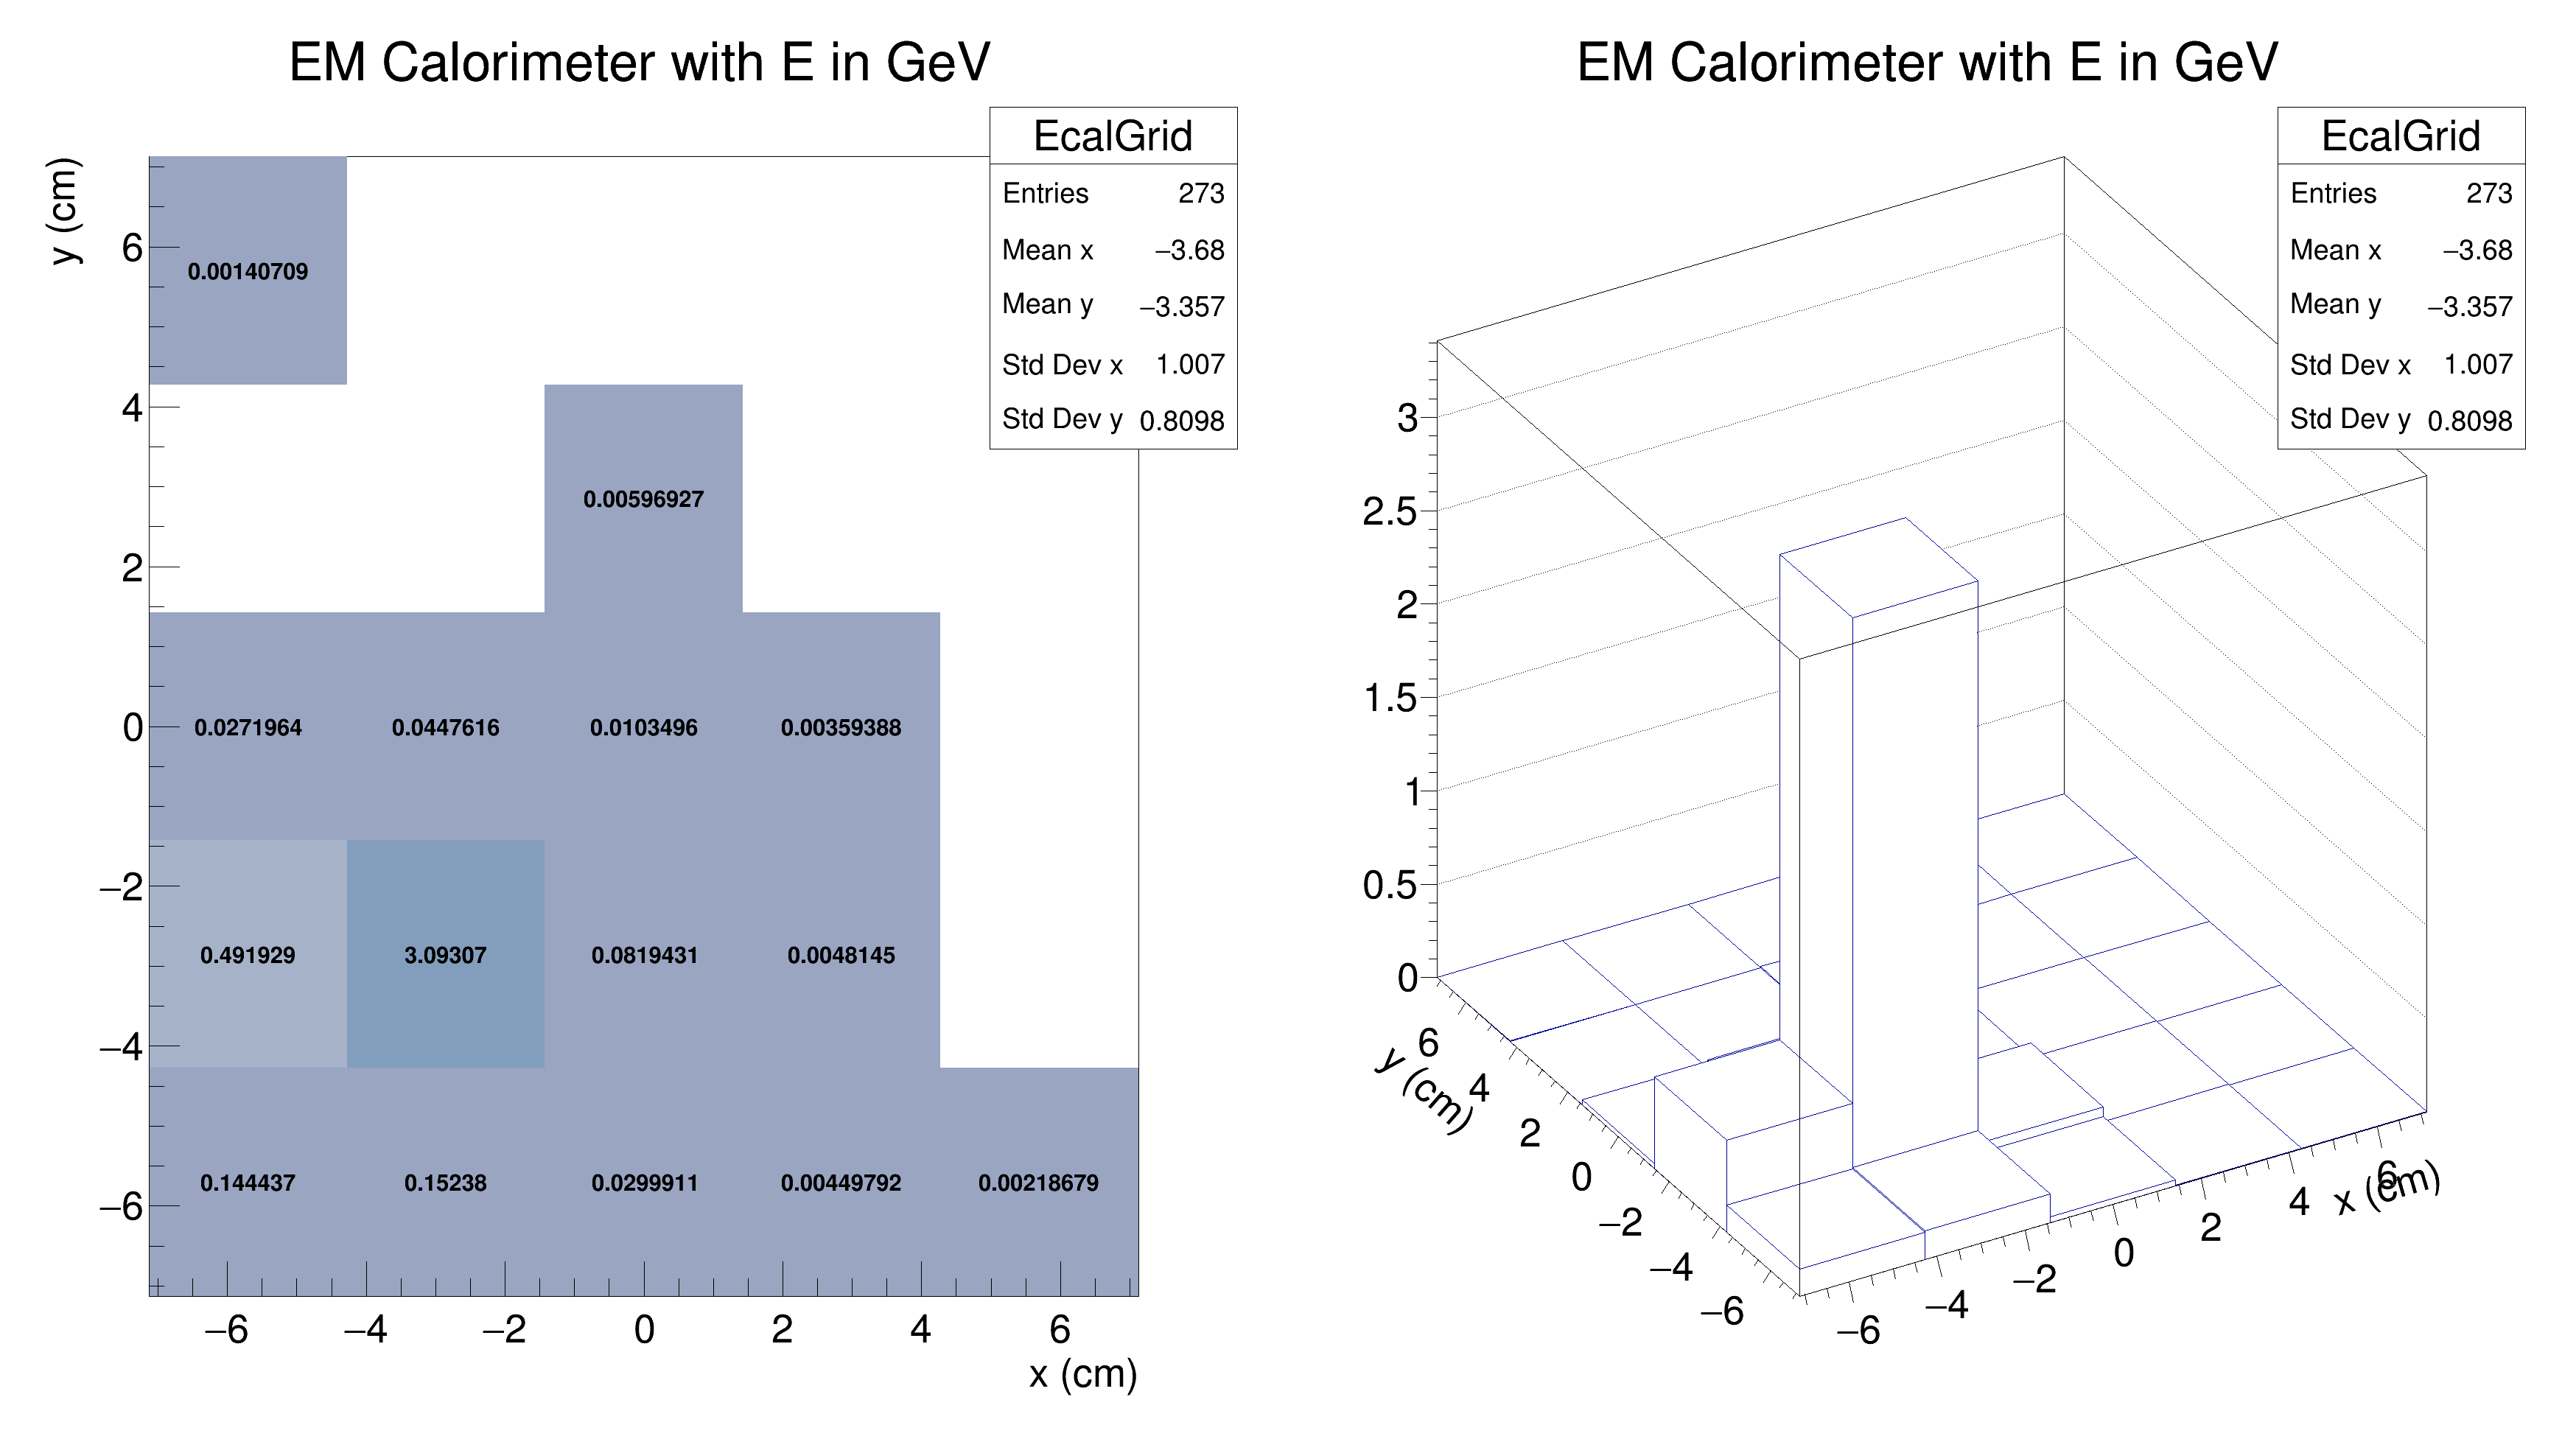 EM Calorimeter with E in GeV
EcalGrid
Entries 273
Mean x −3.68
Mean y −3.357
Std Dev x 1.007
Std Dev y 0.8098
y (cm)
6
4
2
0
−2
−4
−6
0.00140709
0.00596927
0.0271964 0.0447616 0.0103496 0.00359388
0.491929 3.09307 0.0819431 0.0048145
0.144437 0.15238 0.0299911 0.00449792 0.00218679
−6 −4 −2 0 2 4 6
x (cm)
EM Calorimeter with E in GeV
EcalGrid
Entries 273
Mean x −3.68
Mean y −3.357
Std Dev x 1.007
Std Dev y 0.8098
3
2.5
2
1.5
1
0.5
0
y (cm)
6
4
2
0
−2
−4
−6
−6 −4 −2 0 2 4 6
x (cm)